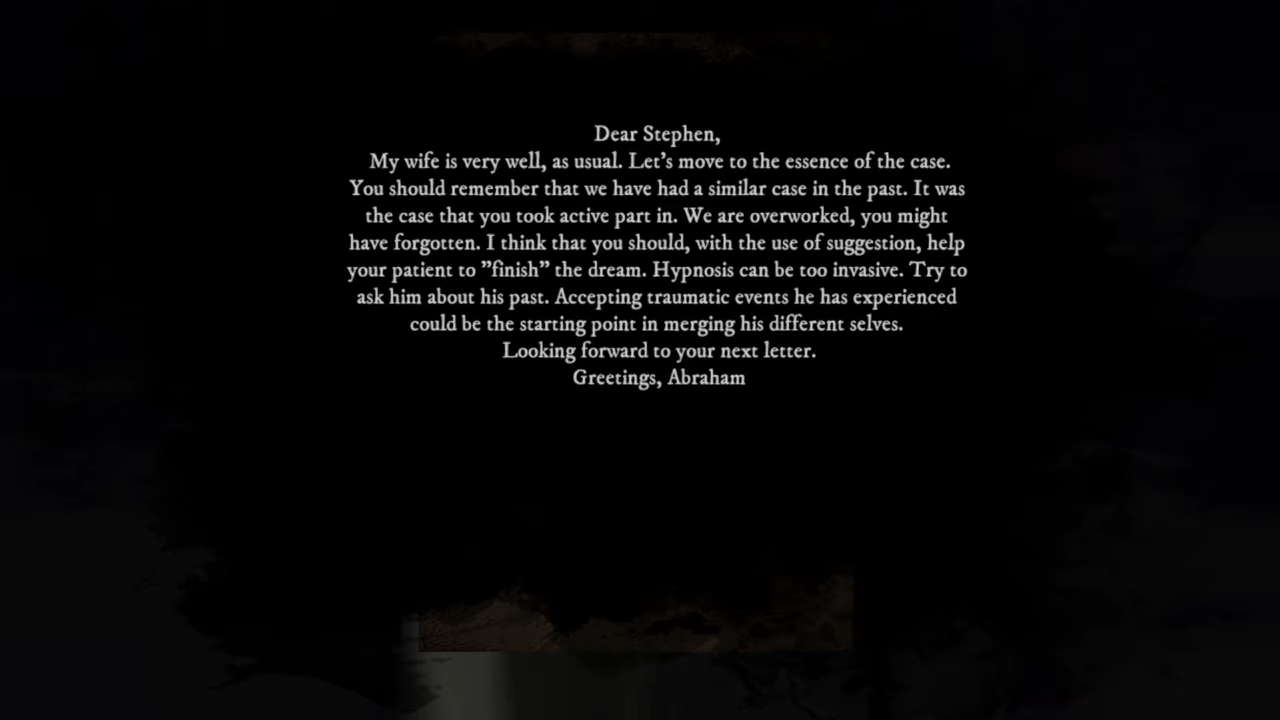 Dear Stephen,
My wife is very well, as usual. Let's move to the essence of the case.
You should remember that we have had a similar case in the past. It was
the case that you took active part in. We are overworked, you might
have forgotten. I think that you should, with the use of suggestion, help
your patient to ”finish” the dream. Hypnosis can be too invasive. Try to
ask him about his past. Accepting traumatic events he has experienced
could be the starting point in merging his different selves.
Looking forward to your next letter.
Greetings, Abraham